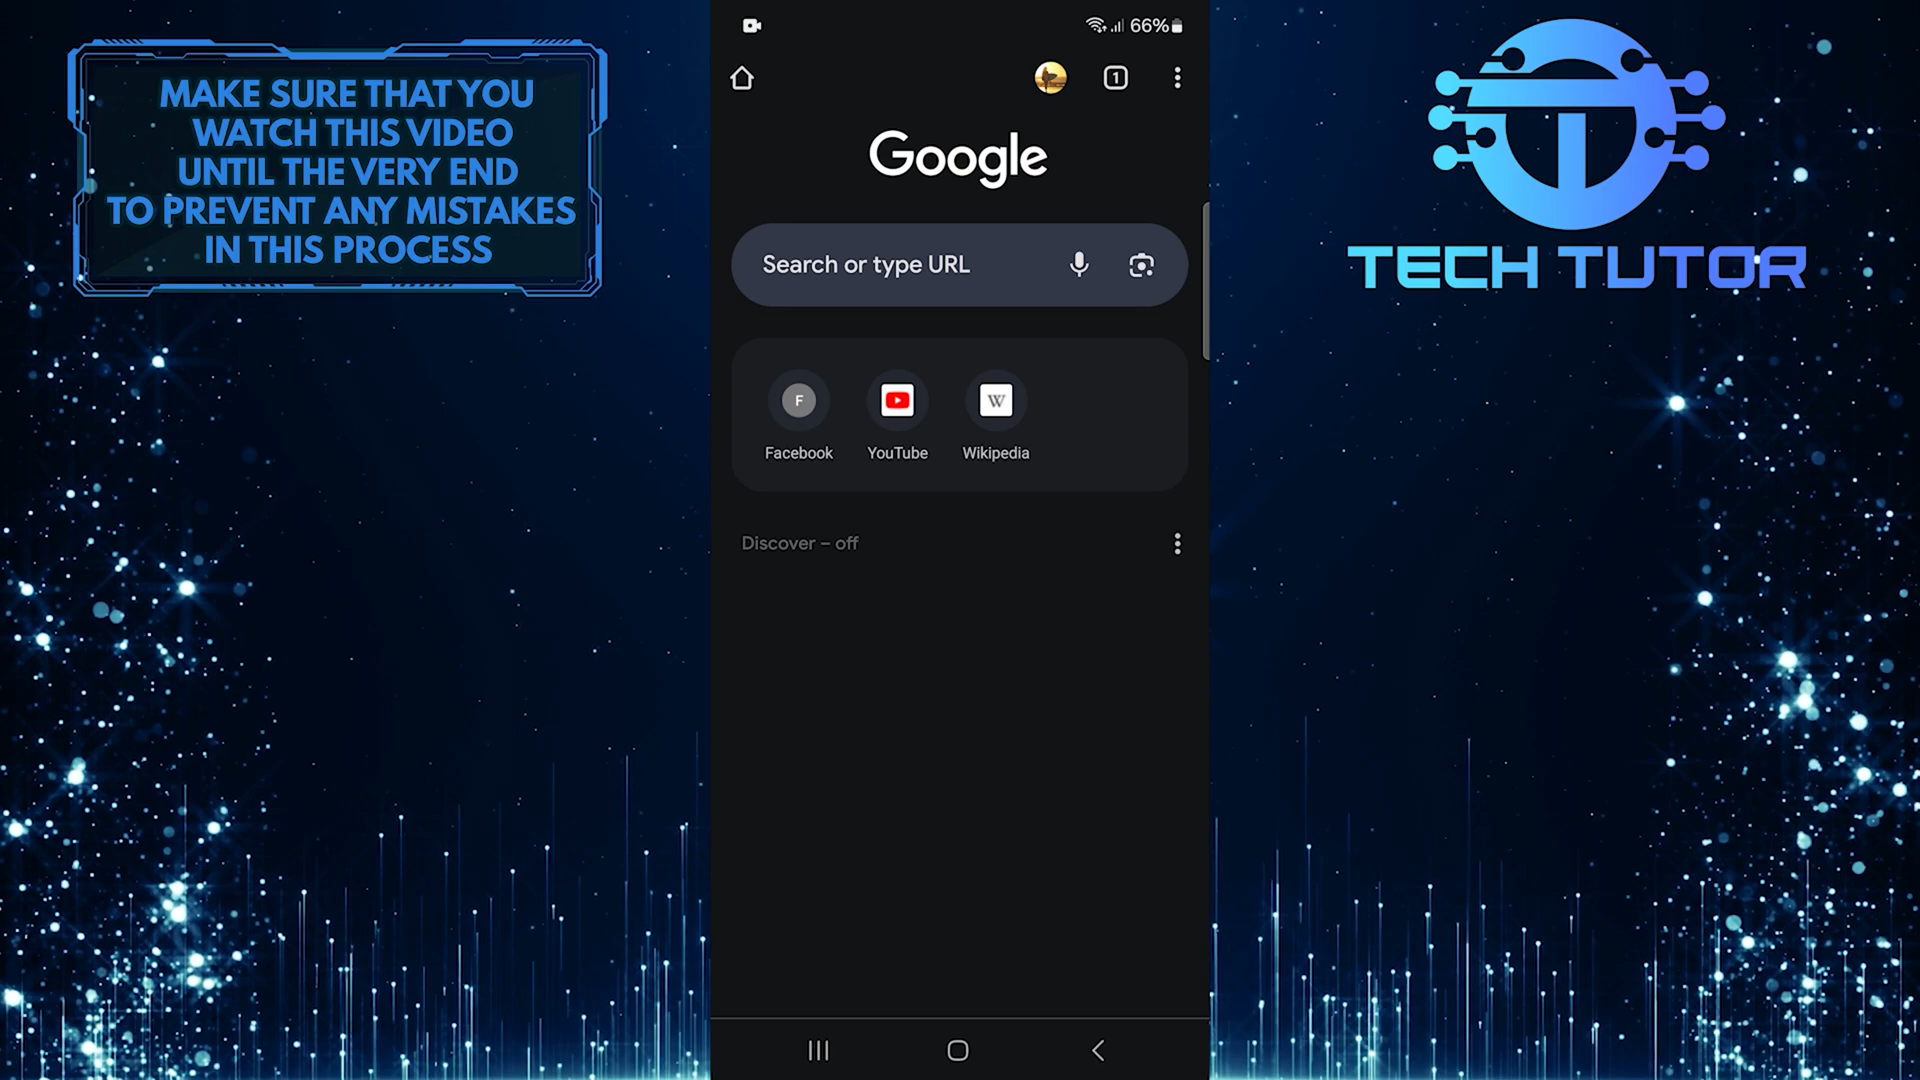 MAKE SURE THAT YOU
WATCH THIS VIDEO
UNTIL THE VERY END
TO PREVENT ANY MISTAKES
IN THIS PROCESS
66%
1
Google
Search or type URL
F
W
Facebook
YouTube
Wikipedia
Discover – off
TECH TUTOR